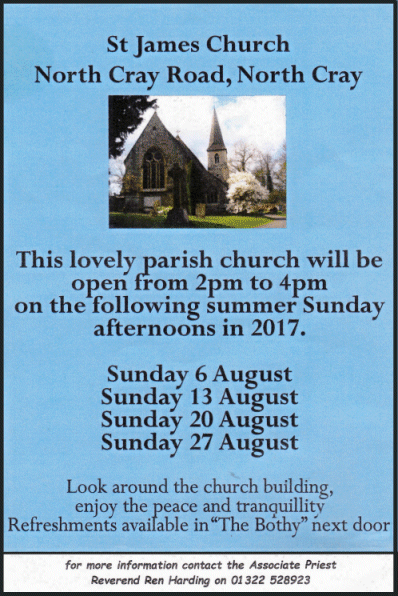 St James Church
North Cray Road, North Cray
This lovely parish church will be
open from 2pm to 4pm
on the following summer Sunday
afternoons in 2017.
Sunday 6 August
Sunday 13 August
Sunday 20 August
Sunday 27 August
Look around the church building,
enjoy the peace and tranquillity
Refreshments available in "The Bothy" next door
for more information contact the Associate Priest
Reverend Ren Harding on 01322 528923